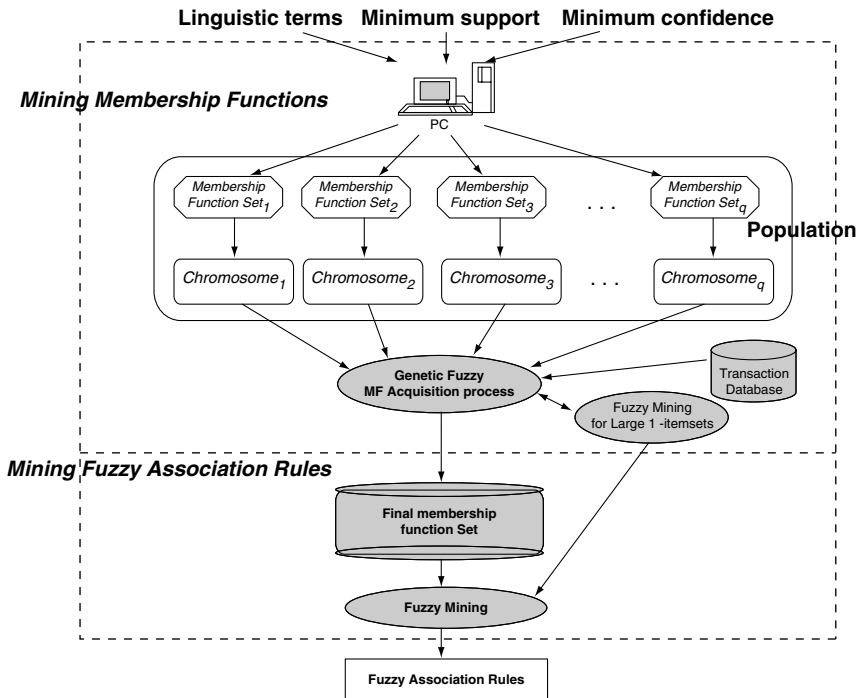 Linguistic terms Minimum support Minimum confidence
Mining Membership Functions
PC
Membership Function Set1
Membership Function Set2
Membership Function Set3
. . .
Membership Function Setq
Population
Chromosome1
Chromosome2
Chromosome3
. . .
Chromosomeq
Genetic Fuzzy
MF Acquisition process
Transaction
Database
Fuzzy Mining
for Large 1 -itemsets
Mining Fuzzy Association Rules
Final membership
function Set
Fuzzy Mining
Fuzzy Association Rules